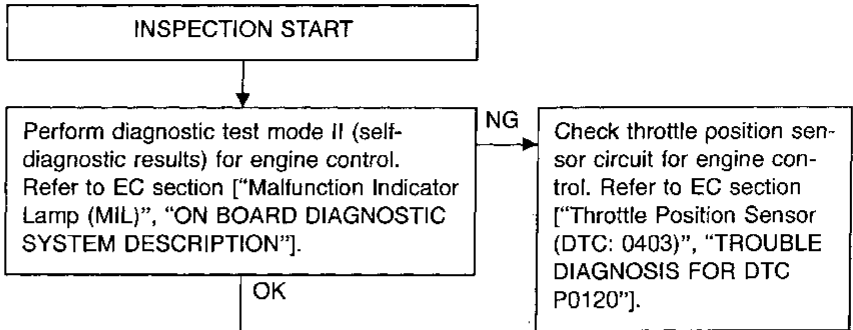 INSPECTION START
Perform diagnostic test mode II (self-
diagnostic results) for engine control.
Refer to EC section ["Malfunction Indicator
Lamp (MIL)", "ON BOARD DIAGNOSTIC
SYSTEM DESCRIPTION"].
NG
Check throttle position sen-
sor circuit for engine con-
trol. Refer to EC section
["Throttle Position Sensor
(DTC: 0403)", "TROUBLE
DIAGNOSIS FOR DTC
P0120"].
OK